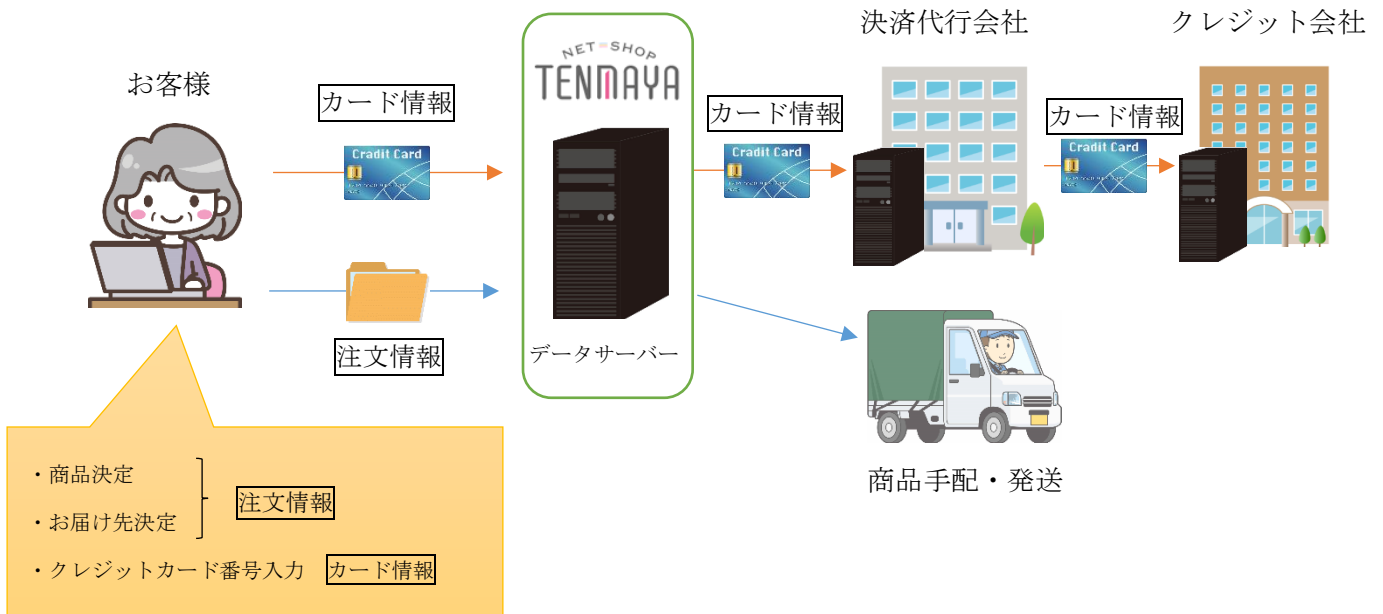 決済代行会社
クレジット会社
お客様
NET=SHOP
TENMAYA
カード情報
カード情報
カード情報
Cradit Card
Cradit Card
Cradit Card
注文情報
データサーバー
商品手配・発送
・商品決定
・お届け先決定
注文情報
・クレジットカード番号入力 カード情報